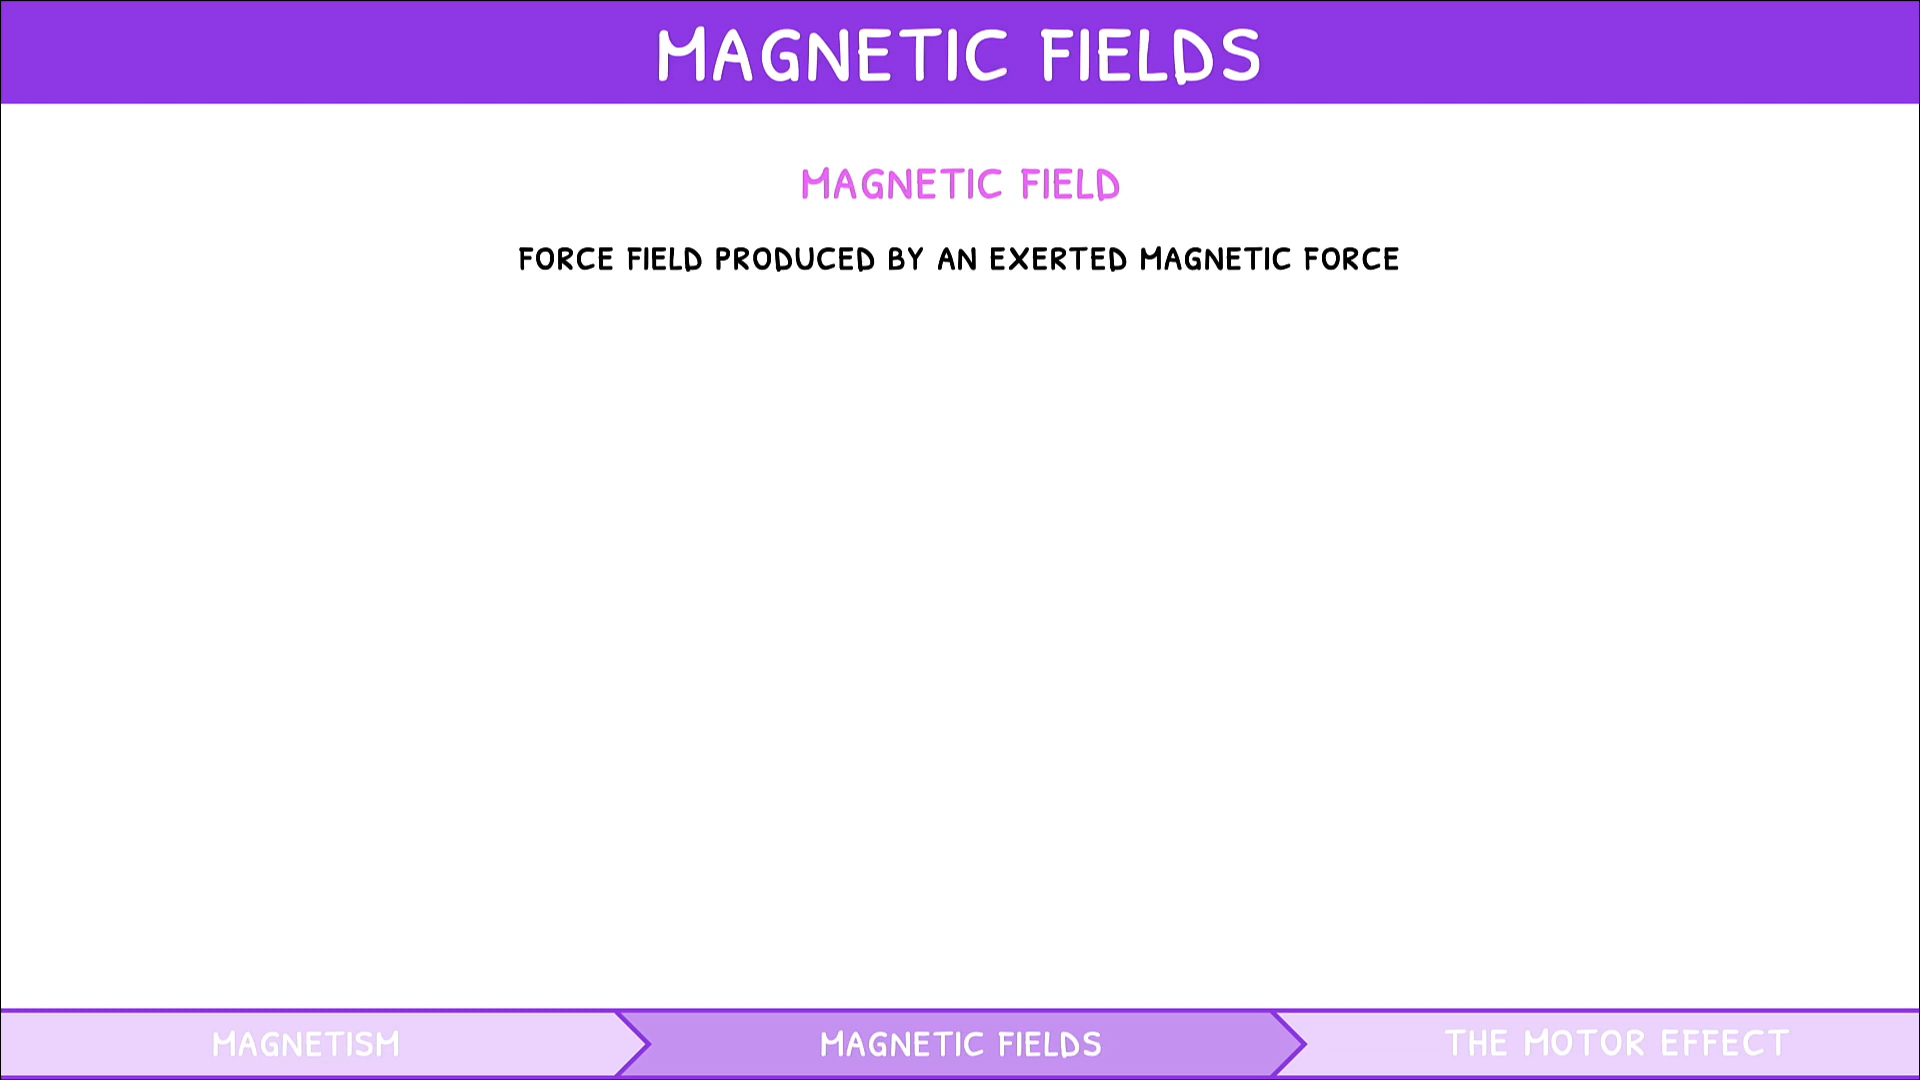 MAGNETIC FIELDS
MAGNETIC FIELD
FORCE FIELD PRODUCED BY AN EXERTED MAGNETIC FORCE
MAGNETISM
MAGNETIC FIELDS
THE MOTOR EFFECT